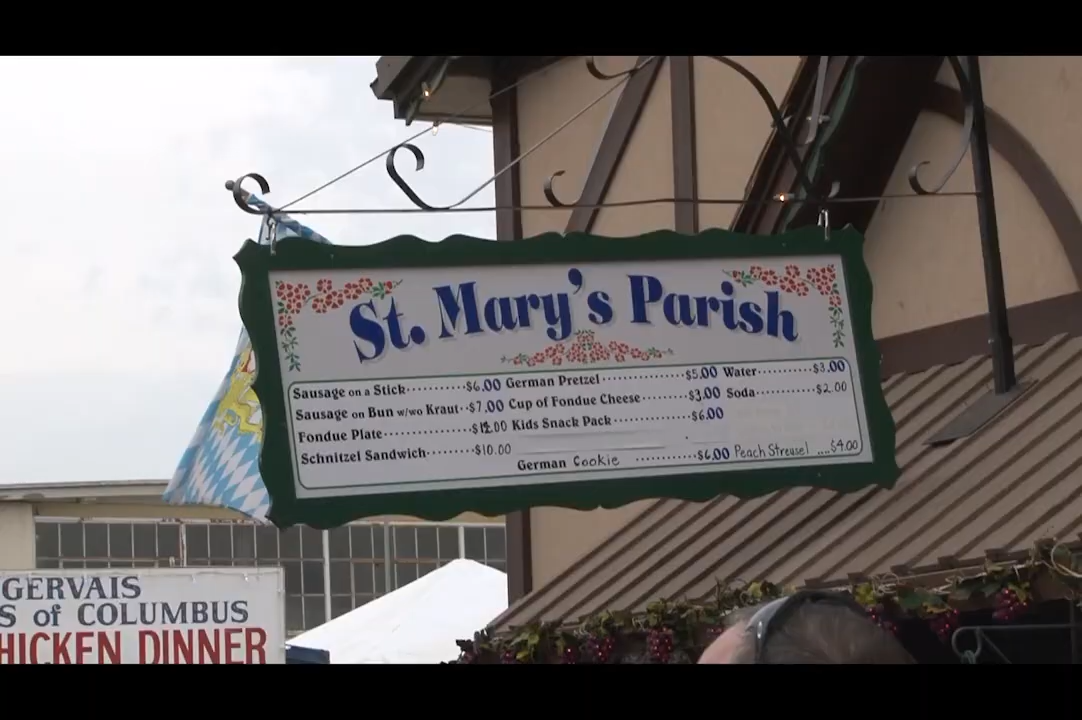 St. Mary's Parish
Sausage on a Stick..........$6.00 German Pretzel....................$5.00 Water..............$3.00
Sausage on Bun w/wo Kraut..$7.00 Cup of Fondue Cheese.............$3.00 Soda...............$2.00
Fondue Plate................$12.00 Kids Snack Pack..................$6.00
Schnitzel Sandwich........$10.00
German Cookie ............$6.00 Peach Streusel ....$4.00
GERVAIS
S of COLUMBUS
HICKEN DINNER